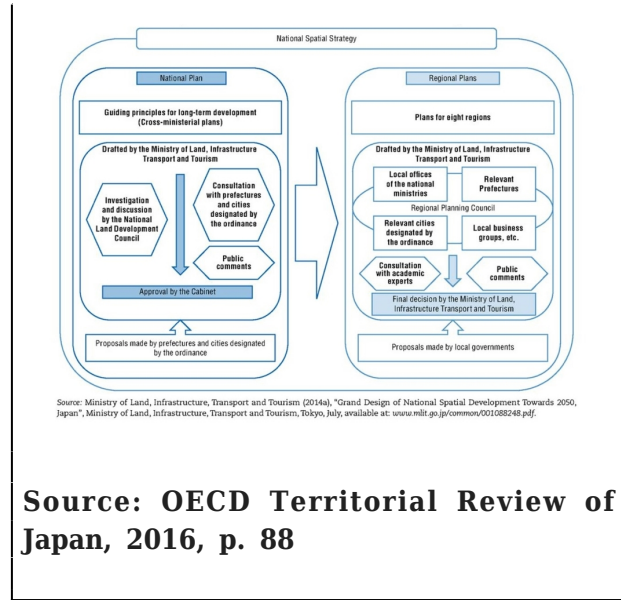 National Spatial Strategy
National Plan
Guiding principles for long-term development
(Cross-ministerial plans)
Drafted by the Ministry of Land, Infrastructure
Transport and Tourism
Investigation
and discussion
by the National
Land Development
Council
Consultation
with prefectures
and cities
designated by
the ordinance
Public
comments
Approval by the Cabinet
Proposals made by prefectures and cities designated
by the ordinance
Regional Plans
Plans for eight regions
Drafted by the Ministry of Land, Infrastructure
Transport and Tourism
Local offices
of the national
ministries
Relevant
Prefectures
Regional Planning Council
Relevant cities
designated by
the ordinance
Local business
groups, etc.
Consultation
with academic
experts
Public
comments
Final decision by the Ministry of Land,
Infrastructure Transport and Tourism
Proposals made by local governments
Source: Ministry of Land, Infrastructure, Transport and Tourism (2014a), "Grand Design of National Spatial Development Towards 2050,
Japan", Ministry of Land, Infrastructure, Transport and Tourism, Tokyo, July, available at: www.mlit.go.jp/common/001088248.pdf.
Source: OECD Territorial Review of
Japan, 2016, p. 88